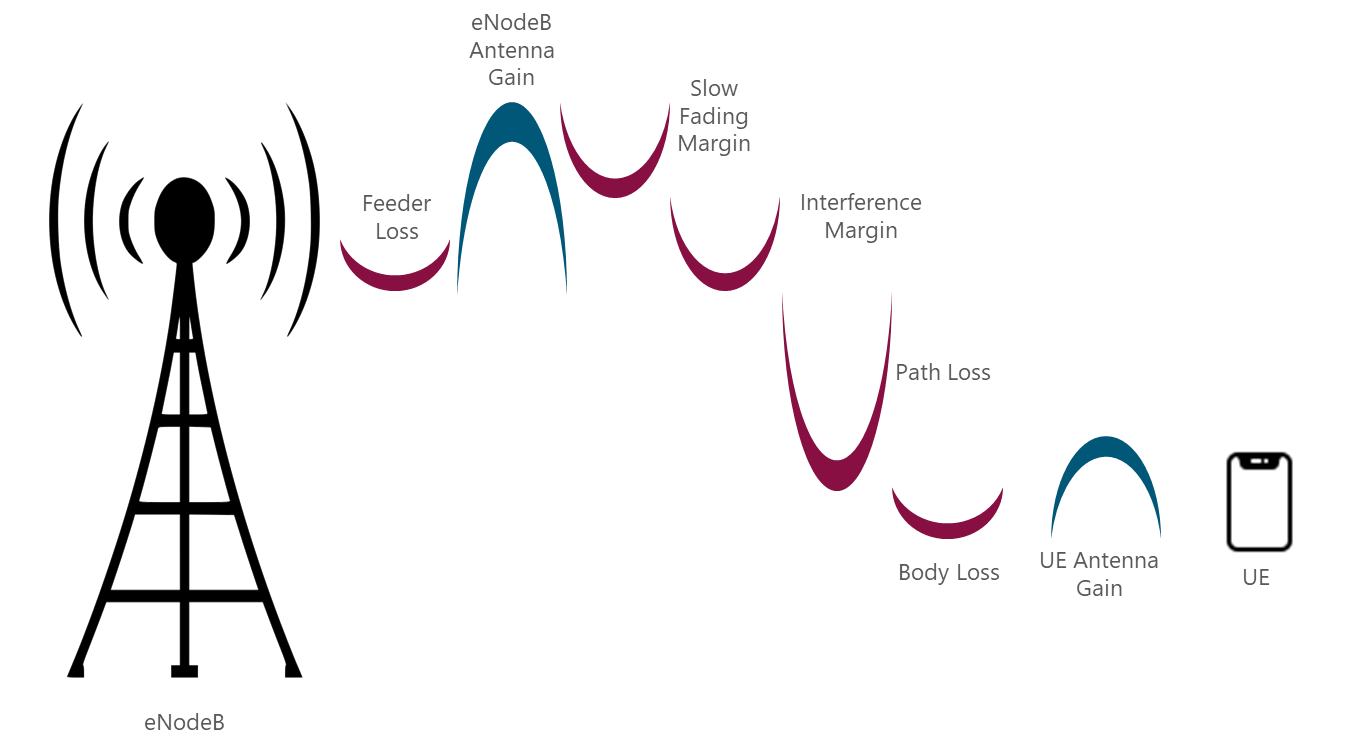 eNodeB
Antenna
Gain
Slow
Fading
Margin
Feeder
Loss
Interference
Margin
Path Loss
Body Loss
UE Antenna
Gain
UE
eNodeB